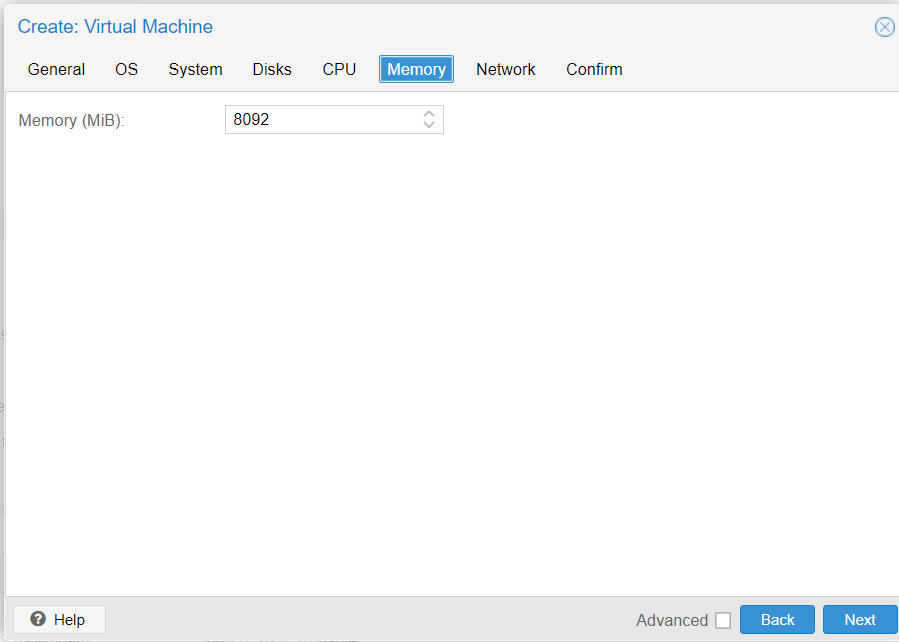 Create: Virtual Machine
General OS System Disks CPU Memory Network Confirm
Memory (MiB): 8092
Help Advanced Back Next